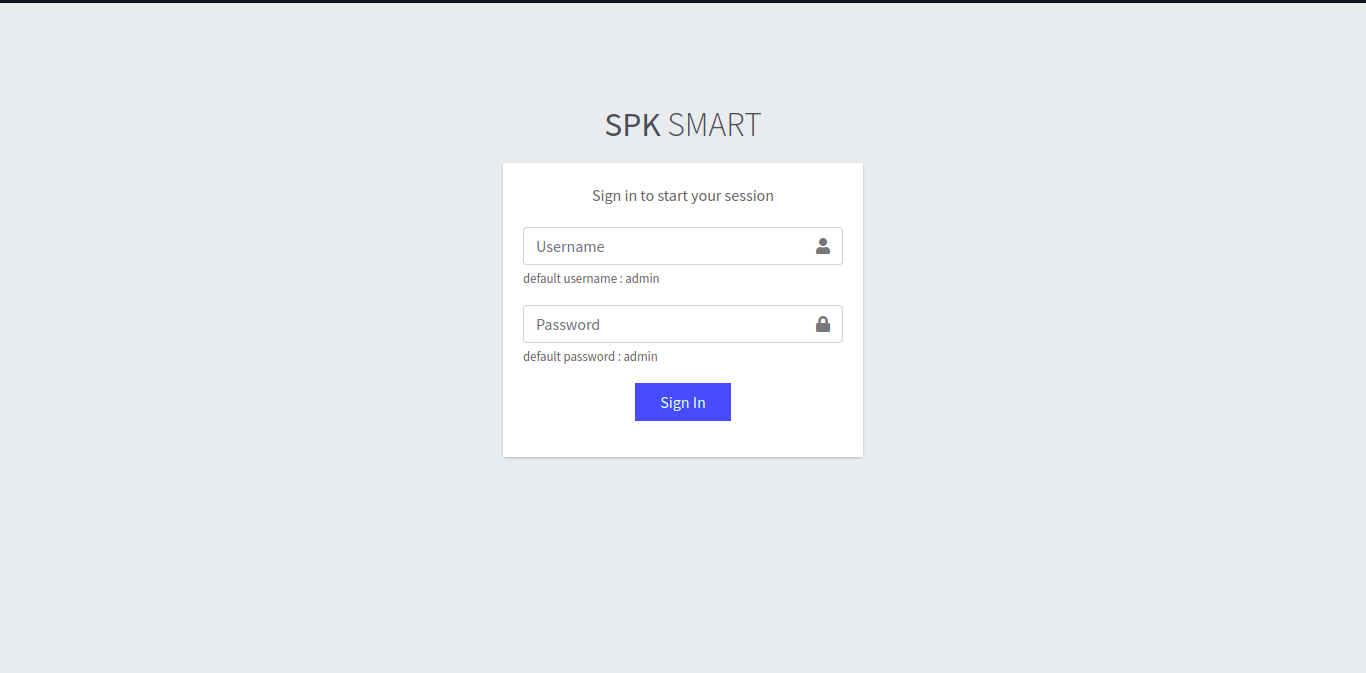 SPK SMART
Sign in to start your session
Username
default username : admin
Password
default password : admin
Sign In